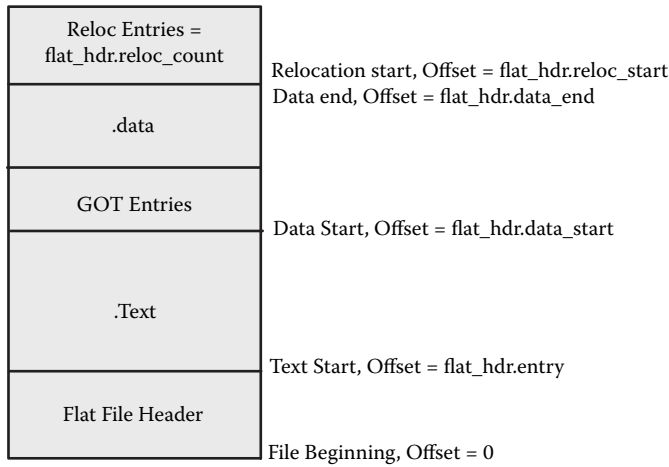 Reloc Entries =
flat_hdr.reloc_count
Relocation start, Offset = flat_hdr.reloc_start
Data end, Offset = flat_hdr.data_end
.data
GOT Entries
Data Start, Offset = flat_hdr.data_start
.Text
Text Start, Offset = flat_hdr.entry
Flat File Header
File Beginning, Offset = 0